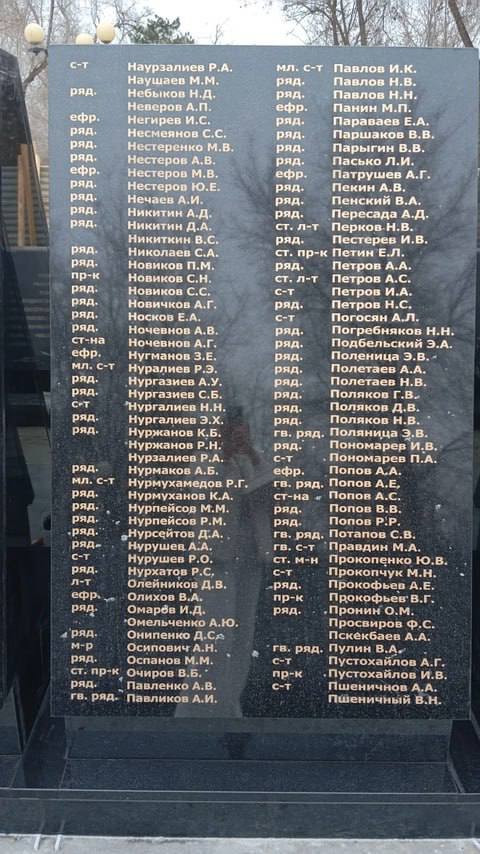 с-т Наурзалиев Р.А.
Наушаев М.М.
ряд. Небыков Н.Д.
Неверов А.П.
ефр. Негирев И.С.
ряд. Несмеянов С.С.
ряд. Нестеренко М.В.
ряд. Нестеров А.В.
ефр. Нестеров М.В.
ряд. Нестеров Ю.Е.
ряд. Нечаев А.И.
ряд. Никитин А.Д.
ряд. Никитин Д.А.
Никиткин В.С.
ряд. Николаев С.А.
ряд. Новиков П.М.
пр-к Новиков С.Н.
ряд. Новиков С.С.
ряд. Новичков А.Г.
ряд. Носков Е.А.
ряд. Ночевнов А.В.
ст-на Ночевнов А.Г.
ефр. Нугманов З.Е.
мл. с-т Нуралиев Р.Э.
ряд. Нургазиев А.У.
ряд. Нургазиев С.Б.
с-т Нургалиев Н.Н.
ряд. Нургалиев Э.Х.
ряд. Нуржанов К.Б.
Нуржанов Р.Н.
Нурзалиев Р.А.
ряд. Нурмаков А.Б.
мл. с-т Нурмухамедов Р.Г.
ряд. Нурмуханов К.А.
ряд. Нурпейсов М.М.
ряд. Нурпейсов Р.М.
ряд. Нурсейтов Д.А.
ряд. Нурушев А.А.
с-т Нурушев Р.О.
ряд. Нурхатов Р.С.
л-т Олейников Д.В.
ефр. Олихов В.А.
ряд. Омаров И.Д.
Омельченко А.Ю.
ряд. Онипенко Д.С.
м-р Осипович А.Н.
ряд. Оспанов М.М.
ст. пр-к Очиров В.Б.
ряд. Павленко А.В.
гв. ряд. Павликов А.И.
мл. с-т Павлов И.К.
ряд. Павлов Н.В.
ряд. Павлов Н.Н.
ефр. Панин М.П.
ряд. Параваев Е.А.
ряд. Паршаков В.В.
ряд. Парыгин В.В.
ряд. Пасько Л.И.
ефр. Патрушев А.Г.
ряд. Пекин А.В.
ряд. Пенский В.А.
ряд. Пересада А.Д.
ст. л-т Перков Н.В.
ряд. Пестерев И.В.
ст. пр-к Петин Е.Л.
ряд. Петров А.А.
ст. л-т Петров А.С.
с-т Петров И.А.
ряд. Петров Н.С.
с-т Погосян А.Л.
ряд. Погребняков Н.Н.
ряд. Подбельский Э.А.
ряд. Поленица Э.В.
ряд. Полетаев А.А.
ряд. Полетаев Н.В.
ряд. Поляков Г.В.
ряд. Поляков Д.В.
ряд. Поляков Н.В.
гв. ряд. Поляница Э.В.
ряд. Пономарев И.В.
с-т Пономарев П.А.
ефр. Попов А.А.
гв. ряд. Попов А.Е.
ст-на Попов А.С.
ряд. Попов В.В.
ряд. Попов Р.Р.
гв. ряд. Потапов С.В.
гв. с-т Правдин М.А.
ст. м-н Прокопенко Ю.В.
с-т Прокопчук М.Н.
ряд. Прокофьев А.Е.
пр-к Прокофьев В.Г.
ряд. Пронин О.М.
Просвиров Ф.С.
Пскекбаев А.А.
гв. ряд. Пулин В.А.
с-т Пустохайлов А.Г.
пр-к Пустохайлов И.В.
с-т Пшеничнов А.А.
Пшеничный В.Н.